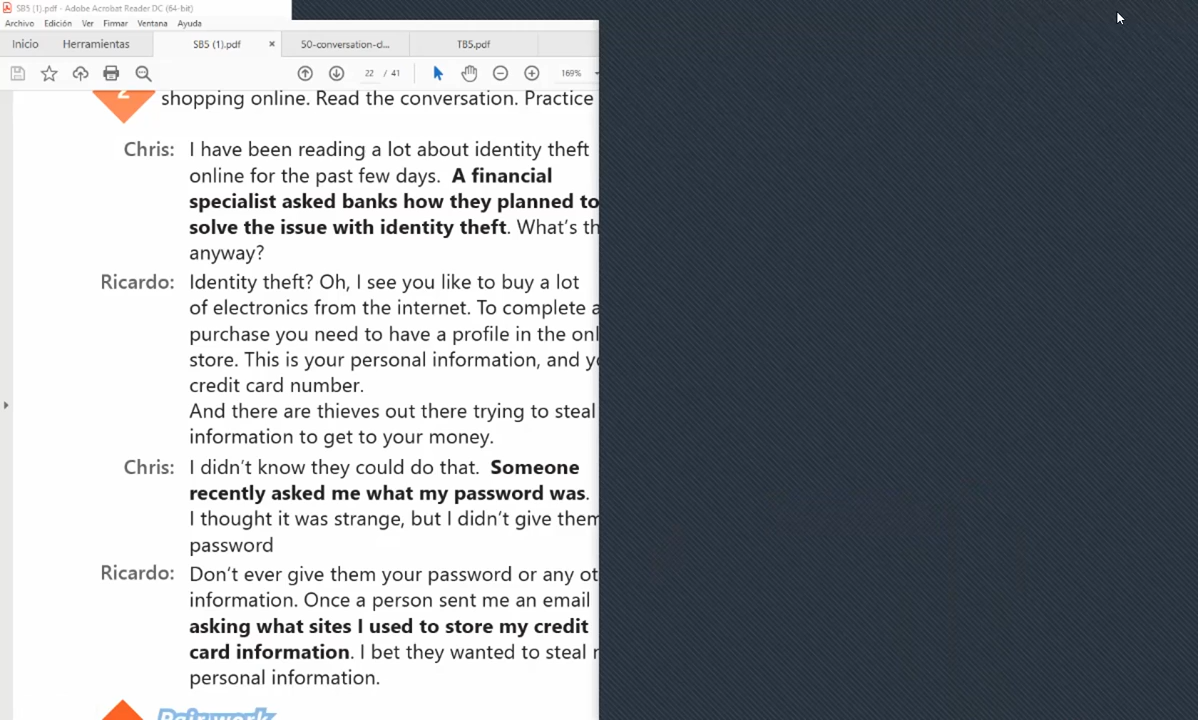 SB5 (1).pdf - Adobe Acrobat Reader DC (64-bit)
Archivo Edición Ver Firmar Ventana Ayuda
Inicio Herramientas SB5 (1).pdf × 50-conversation-d... TB5.pdf
22 / 41 169%
2
shopping online. Read the conversation. Practice
Chris: I have been reading a lot about identity theft
online for the past few days. A financial
specialist asked banks how they planned to
solve the issue with identity theft. What's th
anyway?
Ricardo: Identity theft? Oh, I see you like to buy a lot
of electronics from the internet. To complete a
purchase you need to have a profile in the onl
store. This is your personal information, and yo
credit card number.
And there are thieves out there trying to steal
information to get to your money.
Chris: I didn't know they could do that. Someone
recently asked me what my password was.
I thought it was strange, but I didn't give them
password
Ricardo: Don't ever give them your password or any ot
information. Once a person sent me an email
asking what sites I used to store my credit
card information. I bet they wanted to steal
personal information.
Pair work